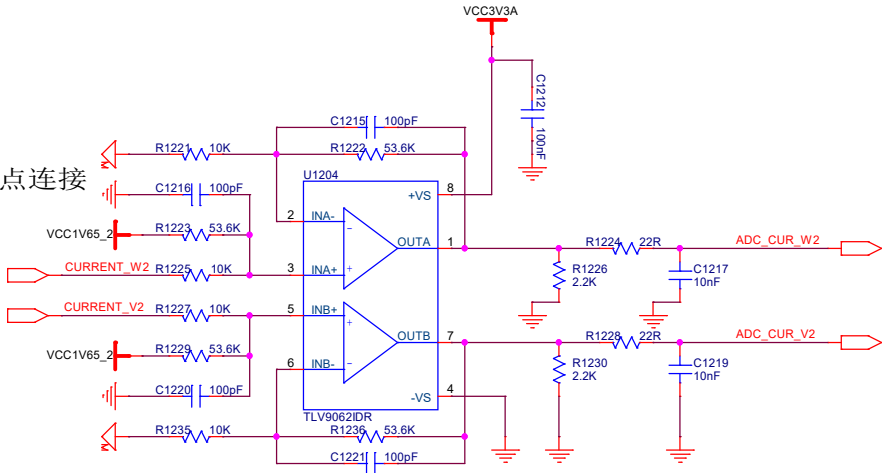 VCC3V3A
C1212
100nF
C1215 100pF
R1221 10K
R1222 53.6K
点连接
C1216 100pF
U1204
+VS 8
VCC1V65_2
R1223 53.6K
2 INA-
OUTA 1
R1224 22R
ADC_CUR_W2
CURRENT_W2
R1225 10K
3 INA+
R1226
2.2K
C1217
10nF
CURRENT_V2
R1227 10K
5 INB+
VCC1V65_2
R1229 53.6K
OUTB 7
R1228 22R
ADC_CUR_V2
6 INB-
R1230
2.2K
C1219
10nF
C1220 100pF
-VS 4
TLV9062IDR
R1235 10K
R1236 53.6K
C1221 100pF